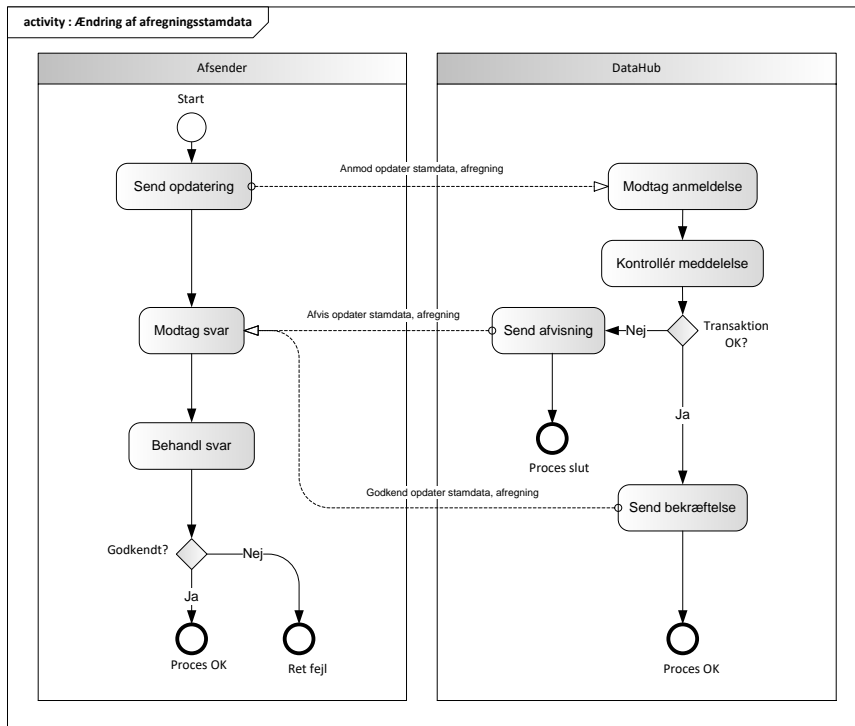 activity : Ændring af afregningsstamdata
Afsender
DataHub
Start
Send opdatering
Anmod opdater stamdata, afregning
Modtag anmeldelse
Kontrollér meddelelse
Modtag svar
Afvis opdater stamdata, afregning
Send afvisning
Nej
Transaktion
OK?
Ja
Behandl svar
Proces slut
Godkend opdater stamdata, afregning
Send bekræftelse
Godkendt?
Nej
Ja
Proces OK
Ret fejl
Proces OK